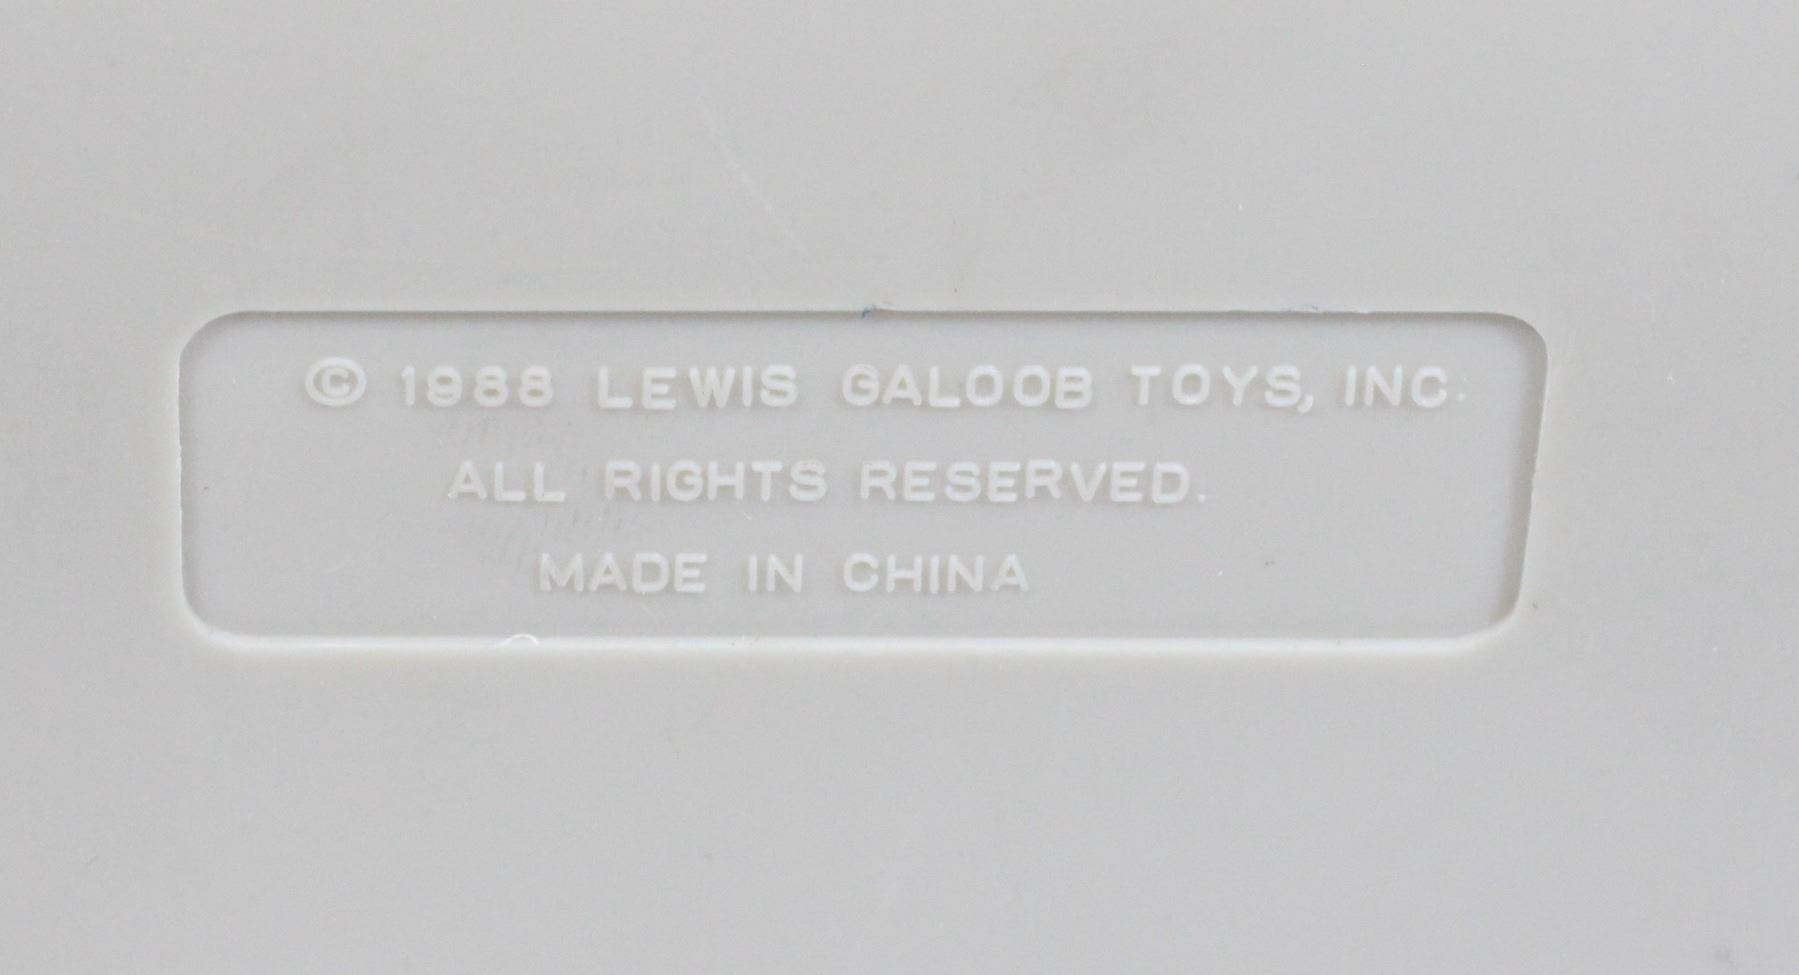 © 1988 LEWIS GALOOB TOYS, INC.
ALL RIGHTS RESERVED.
MADE IN CHINA